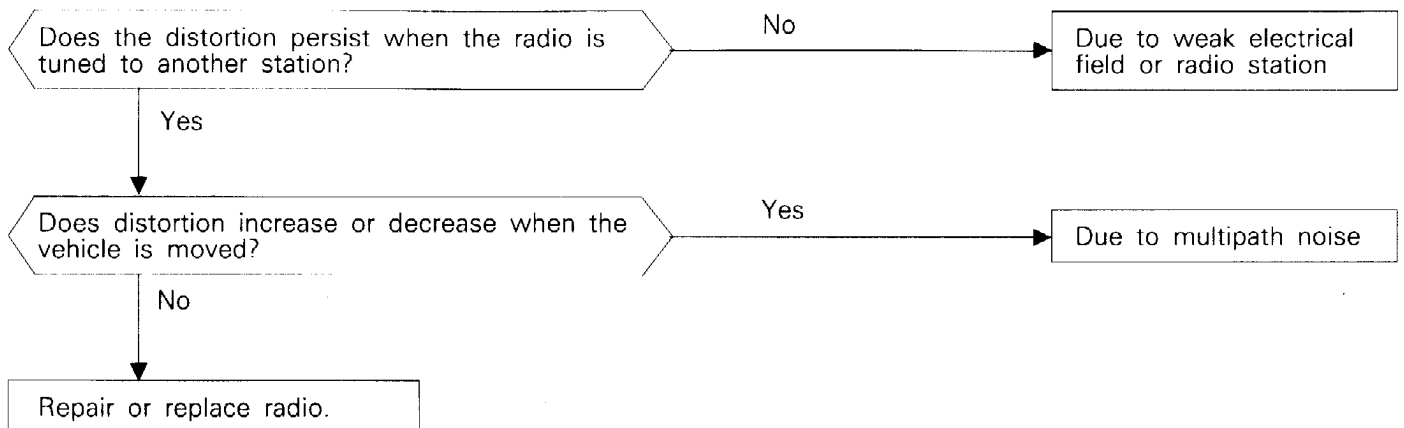 Does the distortion persist when the radio is
tuned to another station?
No
Due to weak electrical
field or radio station
Yes
Does distortion increase or decrease when the
vehicle is moved?
Yes
Due to multipath noise
No
Repair or replace radio.